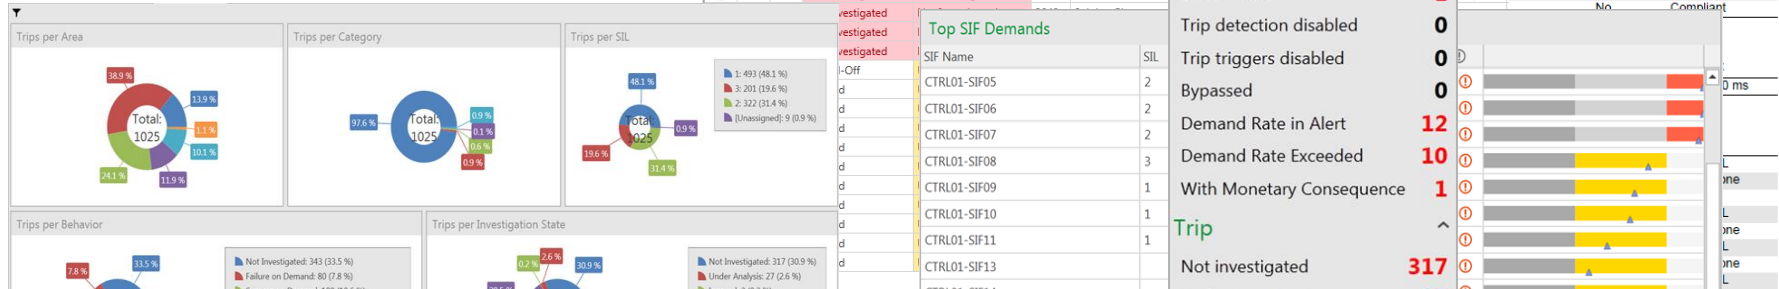 Trips per Area
38.9 %
13.9 %
Total:
1025
1.1 %
10.1 %
24.1 %
11.9 %
Trips per Category
97.6 %
Total:
1025
0.9 %
0.1 %
0.6 %
0.9 %
Trips per SIL
48.1 %
1: 493 (48.1 %)
3: 201 (19.6 %)
2: 322 (31.4 %)
[Unassigned]: 9 (0.9 %)
Total:
1025
0.9 %
19.6 %
31.4 %
Trips per Behavior
7.8 %
33.5 %
Not Investigated: 343 (33.5 %)
Failure on Demand: 80 (7.8 %)
Trips per Investigation State
0.2 %
2.6 %
30.9 %
Not Investigated: 317 (30.9 %)
Under Analysis: 27 (2.6 %)
vestigated
vestigated
vestigated
l-Off
d
d
d
d
d
d
d
d
d
Top SIF Demands
SIF Name SIL
CTRL01-SIF05 2
CTRL01-SIF06 2
CTRL01-SIF07 2
CTRL01-SIF08 3
CTRL01-SIF09 1
CTRL01-SIF10 1
CTRL01-SIF11 1
CTRL01-SIF13
Trip detection disabled 0
Trip triggers disabled 0
Bypassed 0
Demand Rate in Alert 12
Demand Rate Exceeded 10
With Monetary Consequence 1
Trip
Not investigated 317
No Compliant
0 ms
L
one
L
one
L
one
L